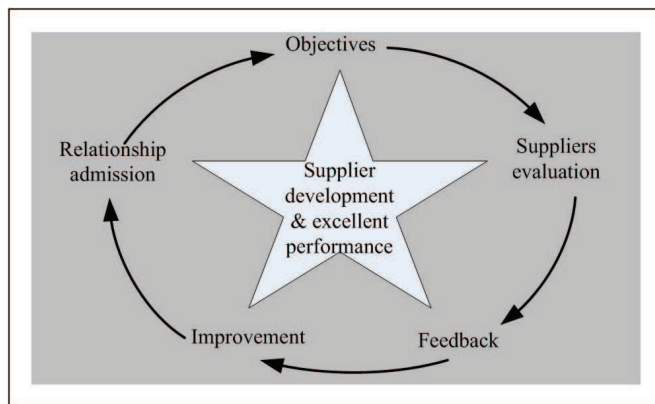 Objectives
Suppliers
evaluation
Feedback
Improvement
Relationship
admission
Supplier
development
& excellent
performance